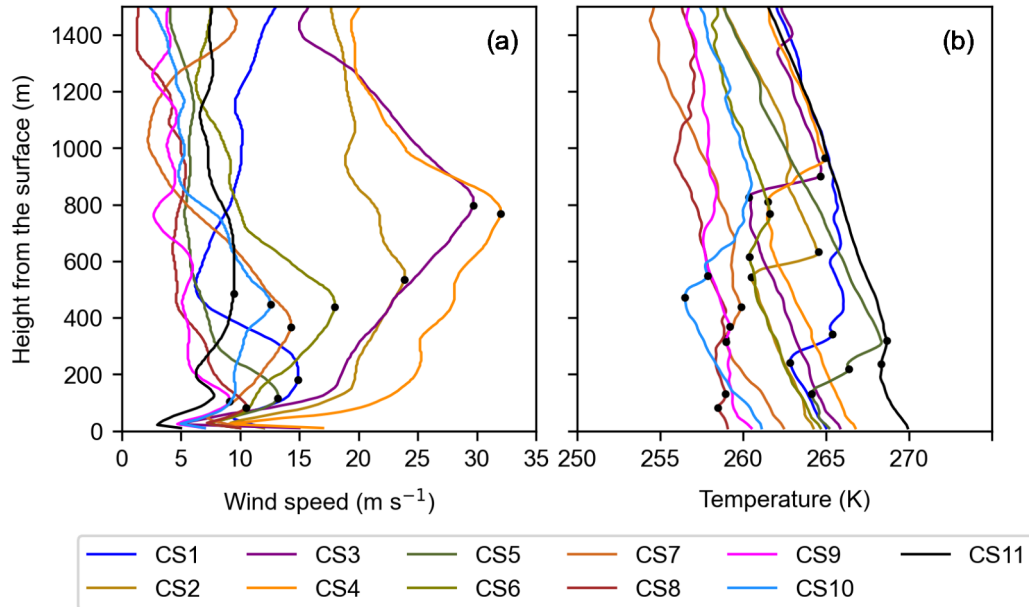 (a)
(b)
Height from the surface (m)
1400
1200
1000
800
600
400
200
0
0 5 10 15 20 25 30 35
250 255 260 265 270
Wind speed (m s⁻¹)
Temperature (K)
CS1 CS3 CS5 CS7 CS9 CS11
CS2 CS4 CS6 CS8 CS10